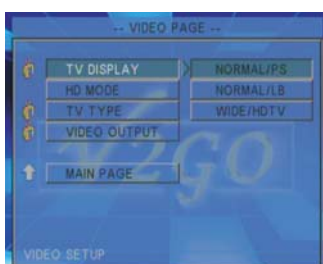 -- VIDEO PAGE --
TV DISPLAY NORMAL/PS
HD MODE NORMAL/LB
TV TYPE WIDE/HDTV
VIDEO OUTPUT
MAIN PAGE
VIDEO SETUP